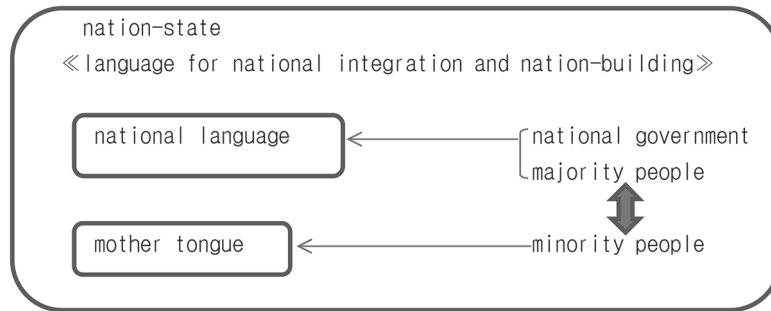 nation-state
≪language for national integration and nation-building≫
national language
national government
majority people
mother tongue
minority people